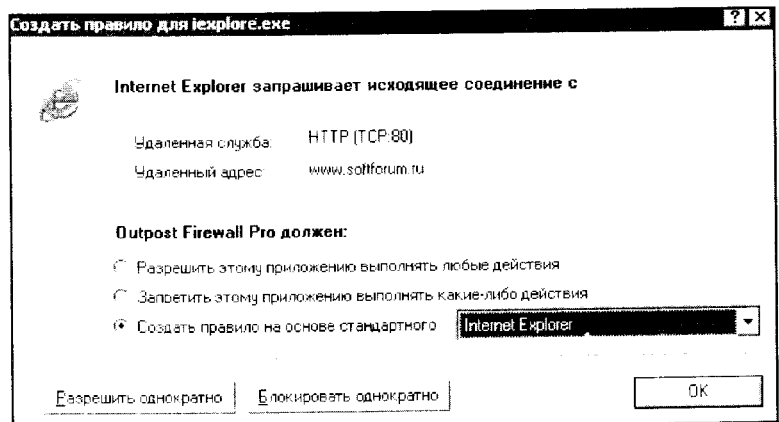 Создать правило для iexplore.exe
Internet Explorer запрашивает исходящее соединение с
Удаленная служба: HTTP (TCP:80)
Удаленный адрес: www.softforum.ru
Outpost Firewall Pro должен:
Разрешить этому приложению выполнять любые действия
Запретить этому приложению выполнять какие-либо действия
Создать правило на основе стандартного Internet Explorer
Разрешить однократно Блокировать однократно OK